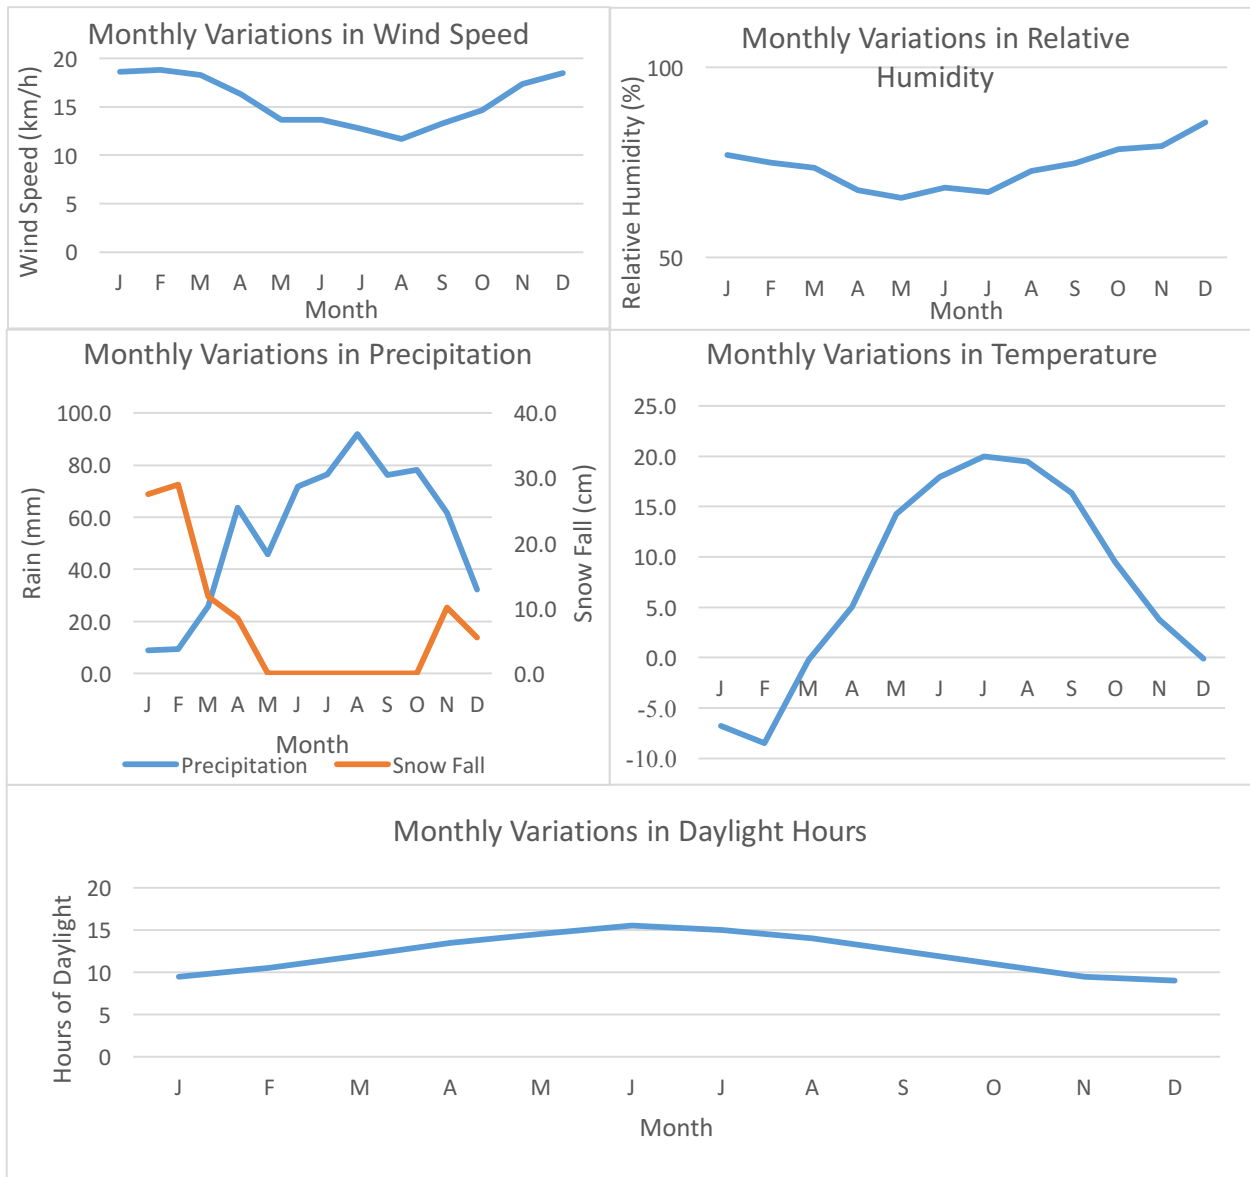 Monthly Variations in Wind Speed
Wind Speed (km/h)
20
15
10
5
0
J F M A M J J A S O N D
Month
Monthly Variations in Relative
Humidity
Relative Humidity (%)
100
50
J F M A M J J A S O N D
Month
Monthly Variations in Precipitation
Rain (mm)
100.0
80.0
60.0
40.0
20.0
0.0
40.0
30.0
20.0
10.0
0.0
Snow Fall (cm)
J F M A M J J A S O N D
Month
Precipitation
Snow Fall
Monthly Variations in Temperature
25.0
20.0
15.0
10.0
5.0
0.0
-5.0
-10.0
J F M A M J J A S O N D
Monthly Variations in Daylight Hours
Hours of Daylight
20
15
10
5
0
J F M A M J J A S O N D
Month